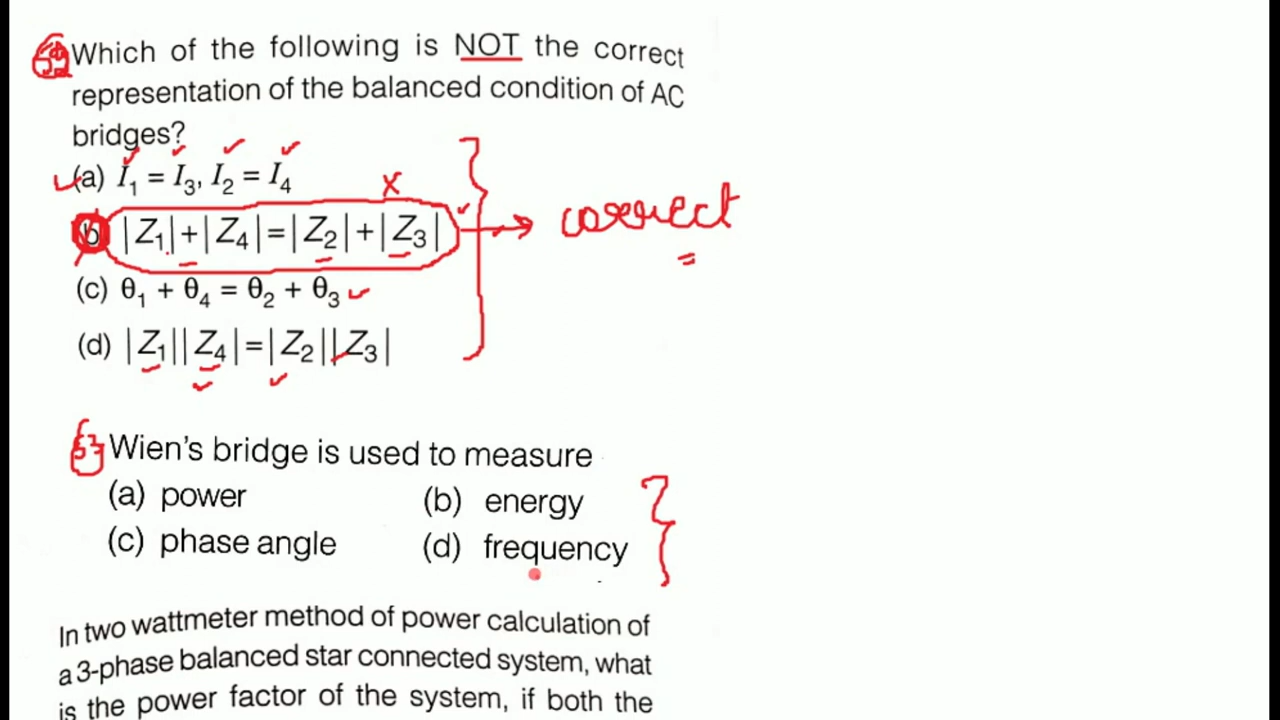 52 Which of the following is NOT the correct
representation of the balanced condition of AC
bridges?
(a) I₁ = I₃, I₂ = I₄
(b) |Z₁|+|Z₄|=|Z₂|+|Z₃| → correct
(c) θ₁ + θ₄ = θ₂ + θ₃
(d) |Z₁||Z₄|=|Z₂||Z₃|
53 Wien's bridge is used to measure
(a) power (b) energy
(c) phase angle (d) frequency
In two wattmeter method of power calculation of
a 3-phase balanced star connected system, what
is the power factor of the system, if both the